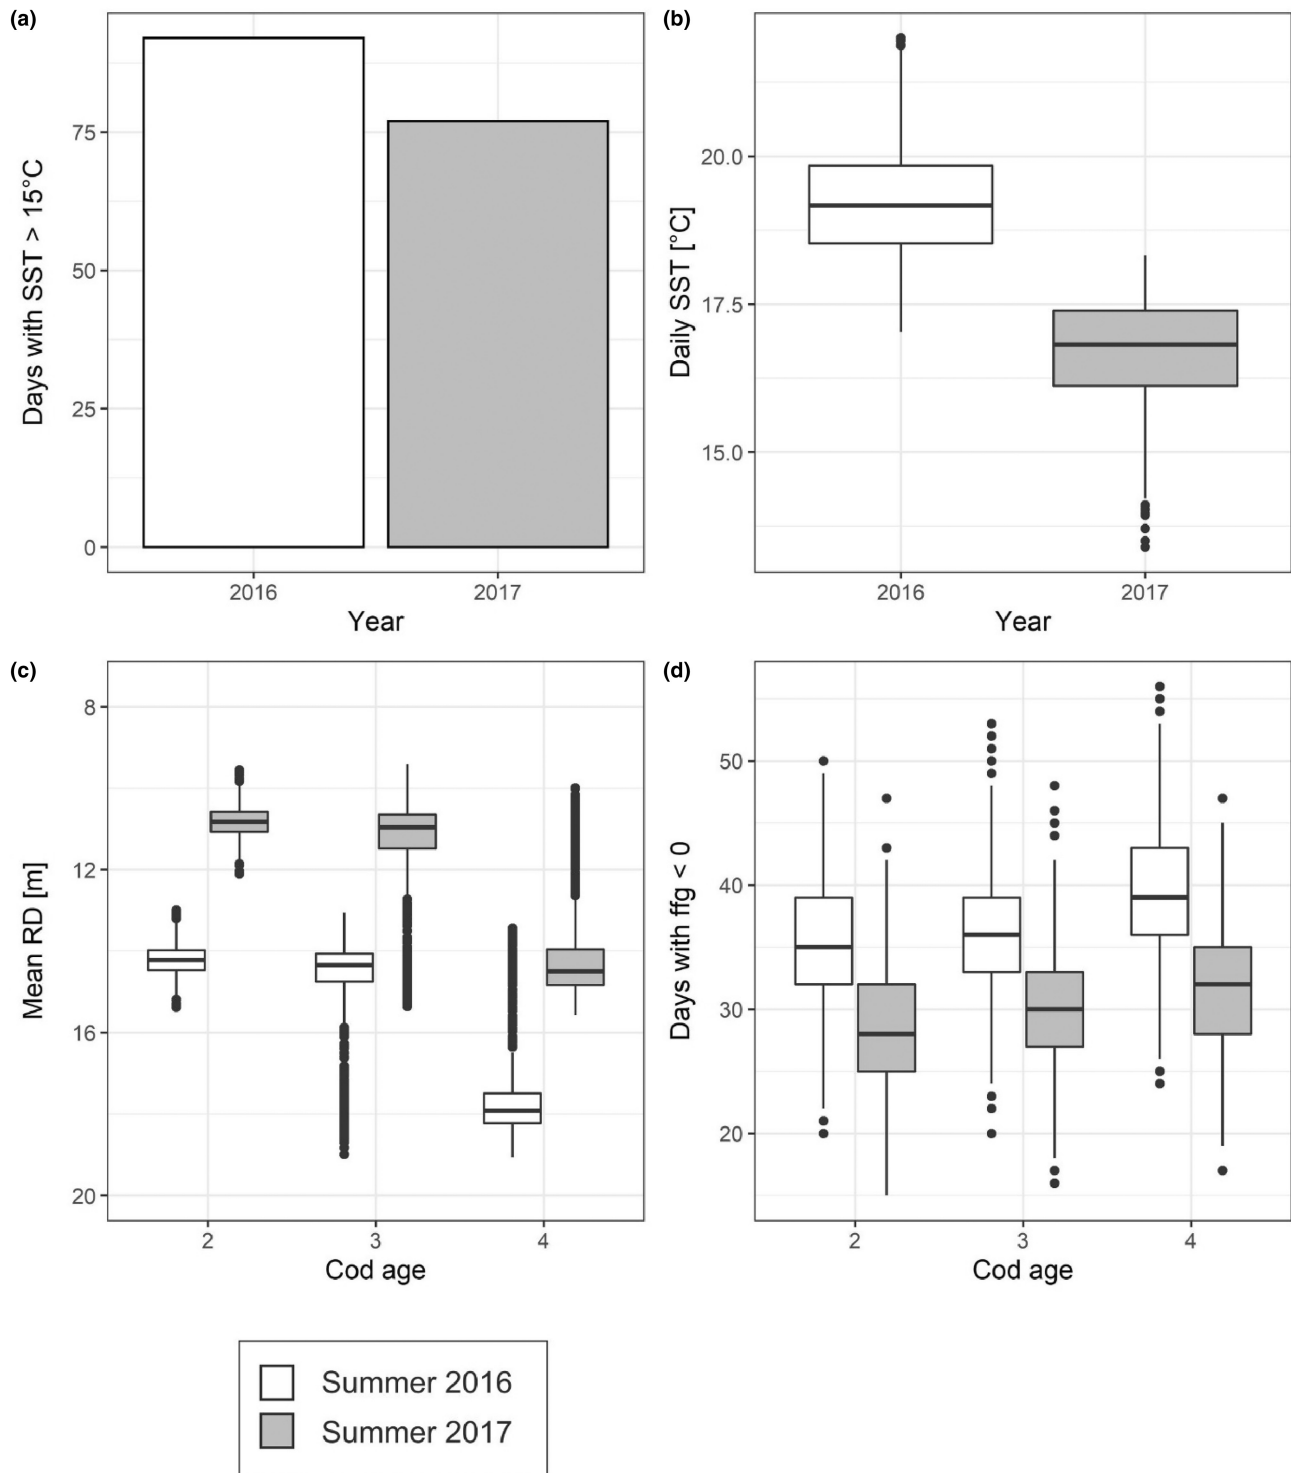 (a)
Days with SST > 15°C
75
50
25
0
2016 2017
Year
(b)
Daily SST [°C]
20.0
17.5
15.0
2016 2017
Year
(c)
Mean RD [m]
8
12
16
20
2 3 4
Cod age
(d)
Days with ffg < 0
50
40
30
20
2 3 4
Cod age
Summer 2016
Summer 2017